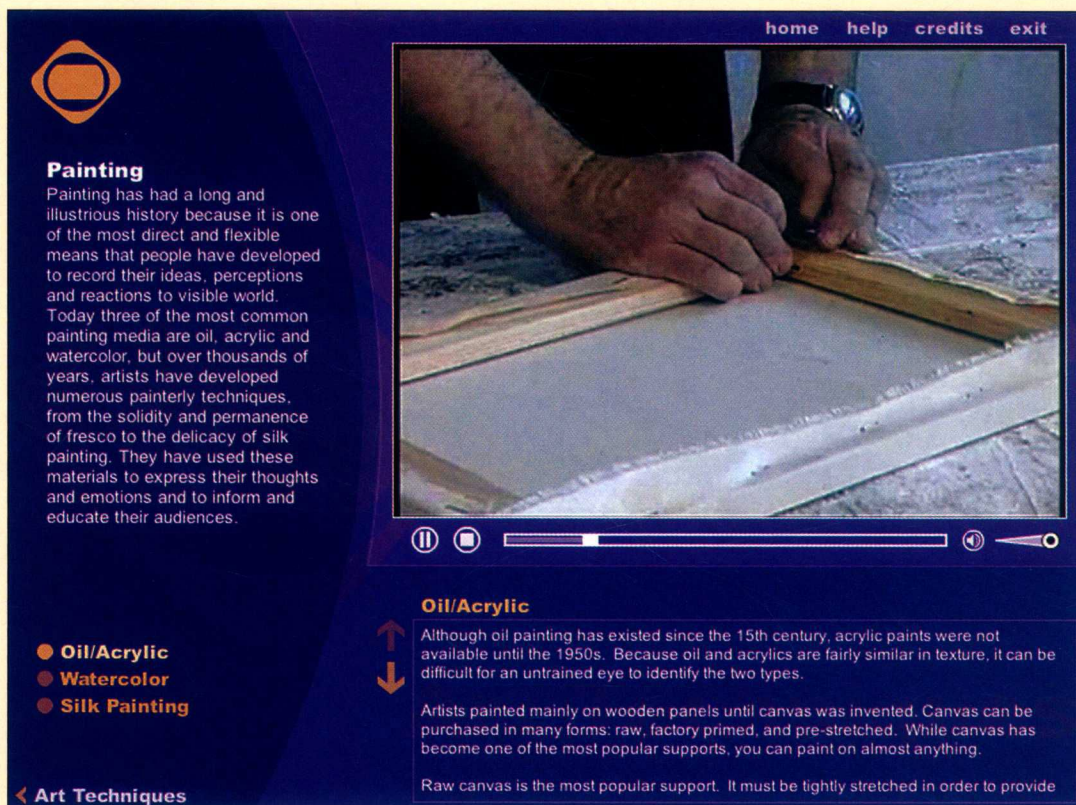 home help credits exit
Painting
Painting has had a long and
illustrious history because it is one
of the most direct and flexible
means that people have developed
to record their ideas, perceptions
and reactions to visible world.
Today three of the most common
painting media are oil, acrylic and
watercolor, but over thousands of
years, artists have developed
numerous painterly techniques,
from the solidity and permanence
of fresco to the delicacy of silk
painting. They have used these
materials to express their thoughts
and emotions and to inform and
educate their audiences.
Oil/Acrylic
Watercolor
Silk Painting
Art Techniques
Oil/Acrylic
Although oil painting has existed since the 15th century, acrylic paints were not
available until the 1950s. Because oil and acrylics are fairly similar in texture, it can be
difficult for an untrained eye to identify the two types.
Artists painted mainly on wooden panels until canvas was invented. Canvas can be
purchased in many forms: raw, factory primed, and pre-stretched. While canvas has
become one of the most popular supports, you can paint on almost anything.
Raw canvas is the most popular support. It must be tightly stretched in order to provide